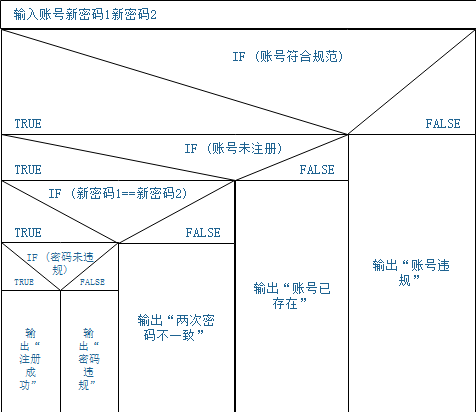 输入账号新密码1新密码2
IF（账号符合规范）
TRUE
FALSE
IF（账号未注册）
TRUE
FALSE
IF（新密码1==新密码2）
TRUE
FALSE
IF（密码未违
规）
TRUE
FALSE
输
出“
注册
成
功”
输
出“
密码
违
规”
输出“两次密
码不一致”
输出“账号已
存在”
输出“账号违
规”